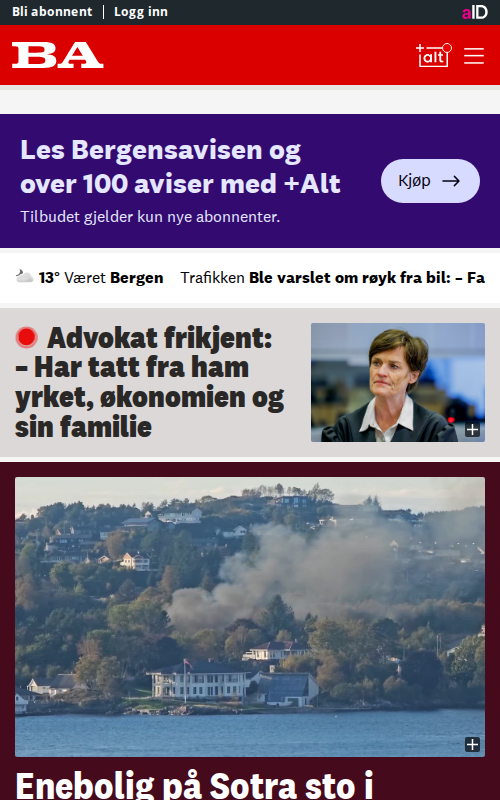 Bli abonnent | Logg inn
aID
BA
+alt
Les Bergensavisen og
over 100 aviser med +Alt
Tilbudet gjelder kun nye abonnenter.
Kjøp →
13° Været Bergen Trafikken Ble varslet om røyk fra bil: – Fa
Advokat frikjent:
– Har tatt fra ham
yrket, økonomien og
sin familie
Enebolig på Sotra sto i